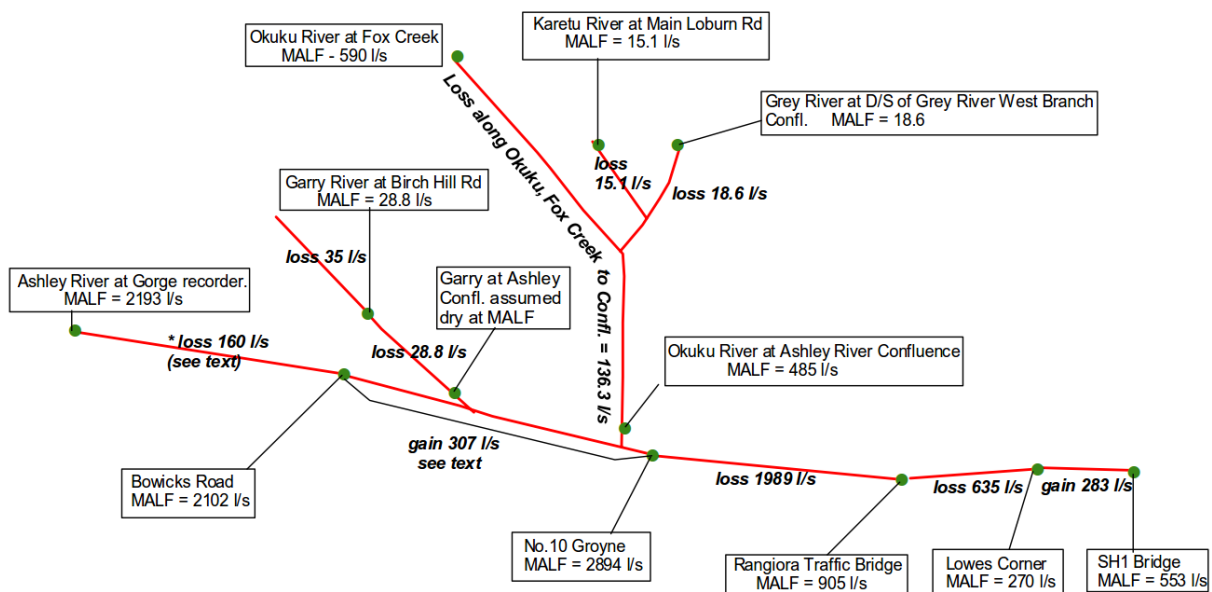 Okuku River at Fox Creek
MALF - 590 l/s
Karetu River at Main Loburn Rd
MALF = 15.1 l/s
Grey River at D/S of Grey River West Branch
Confl. MALF = 18.6
Loss along Okuku, Fox Creek to Confl. = 136.3 l/s
loss
15.1 l/s
loss 18.6 l/s
Garry River at Birch Hill Rd
MALF = 28.8 l/s
loss 35 l/s
Ashley River at Gorge recorder.
MALF = 2193 l/s
Garry at Ashley
Confl. assumed
dry at MALF
* loss 160 l/s
(see text)
loss 28.8 l/s
Okuku River at Ashley River Confluence
MALF = 485 l/s
gain 307 l/s
see text
Bowicks Road
MALF = 2102 l/s
loss 1989 l/s
loss 635 l/s
gain 283 l/s
No.10 Groyne
MALF = 2894 l/s
Rangiora Traffic Bridge
MALF = 905 l/s
Lowes Corner
MALF = 270 l/s
SH1 Bridge
MALF = 553 l/s